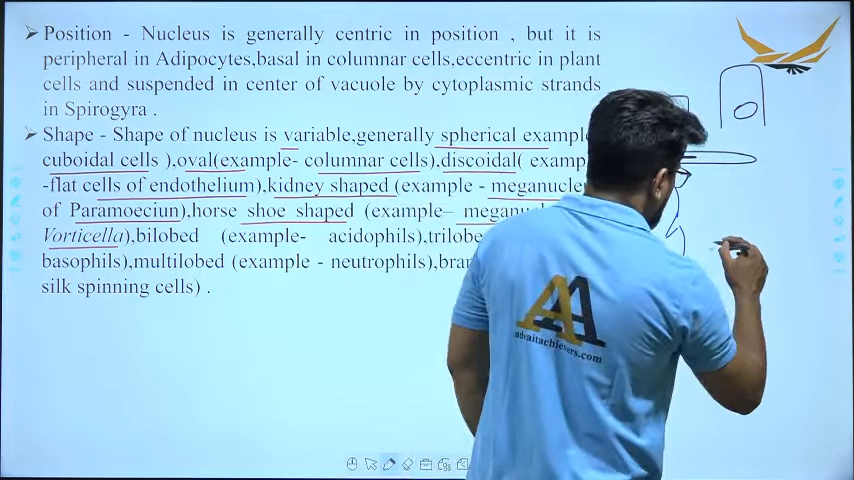 ➢ Position - Nucleus is generally centric in position , but it is
peripheral in Adipocytes,basal in columnar cells,eccentric in plant
cells and suspended in center of vacuole by cytoplasmic strands
in Spirogyra .
➢ Shape - Shape of nucleus is variable,generally spherical example
cuboidal cells ),oval(example- columnar cells),discoidal( examp
-flat cells of endothelium),kidney shaped (example - meganucle
of Paramoeciun),horse shoe shaped (example–
Vorticella),bilobed (example- acidophils),trilobe
basophils),multilobed (example - neutrophils),bra
silk spinning cells) .
AA
advaitachievers.com